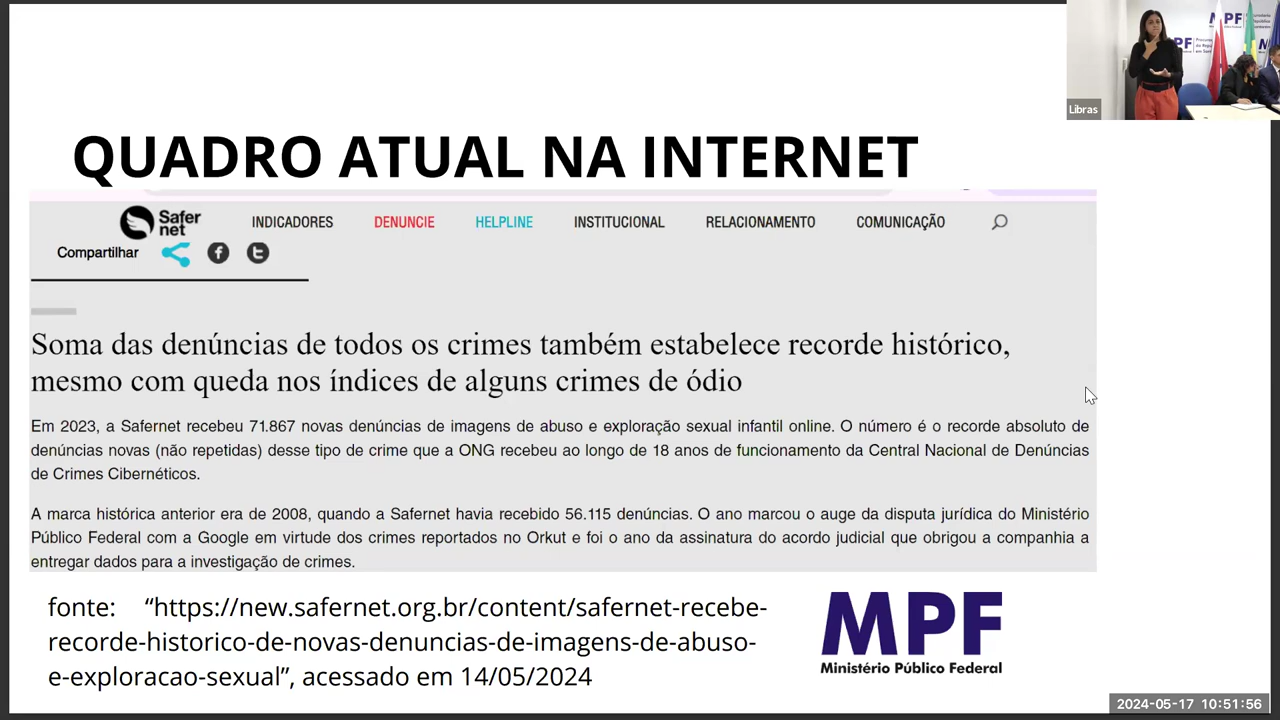 MPF
Libras
QUADRO ATUAL NA INTERNET
Safer
net
INDICADORES DENUNCIE HELPLINE INSTITUCIONAL RELACIONAMENTO COMUNICAÇÃO
Compartilhar
Soma das denúncias de todos os crimes também estabelece recorde histórico,
mesmo com queda nos índices de alguns crimes de ódio
Em 2023, a Safernet recebeu 71.867 novas denúncias de imagens de abuso e exploração sexual infantil online. O número é o recorde absoluto de
denúncias novas (não repetidas) desse tipo de crime que a ONG recebeu ao longo de 18 anos de funcionamento da Central Nacional de Denúncias
de Crimes Cibernéticos.
A marca histórica anterior era de 2008, quando a Safernet havia recebido 56.115 denúncias. O ano marcou o auge da disputa jurídica do Ministério
Público Federal com a Google em virtude dos crimes reportados no Orkut e foi o ano da assinatura do acordo judicial que obrigou a companhia a
entregar dados para a investigação de crimes.
fonte: “https://new.safernet.org.br/content/safernet-recebe-
recorde-historico-de-novas-denuncias-de-imagens-de-abuso-
e-exploracao-sexual”, acessado em 14/05/2024
MPF
Ministério Público Federal
2024-05-17 10:51:56